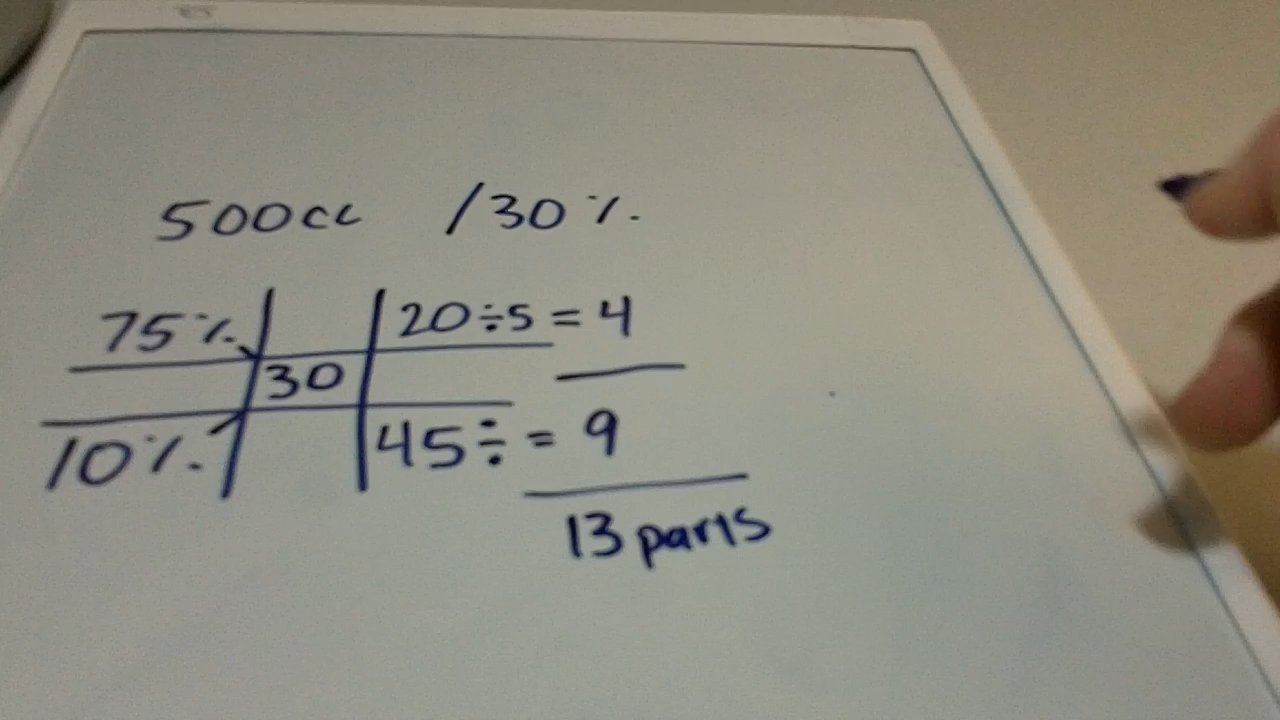 500cc /30%.
75% 20÷5 = 4
30
10%. 45÷ = 9
13 parts